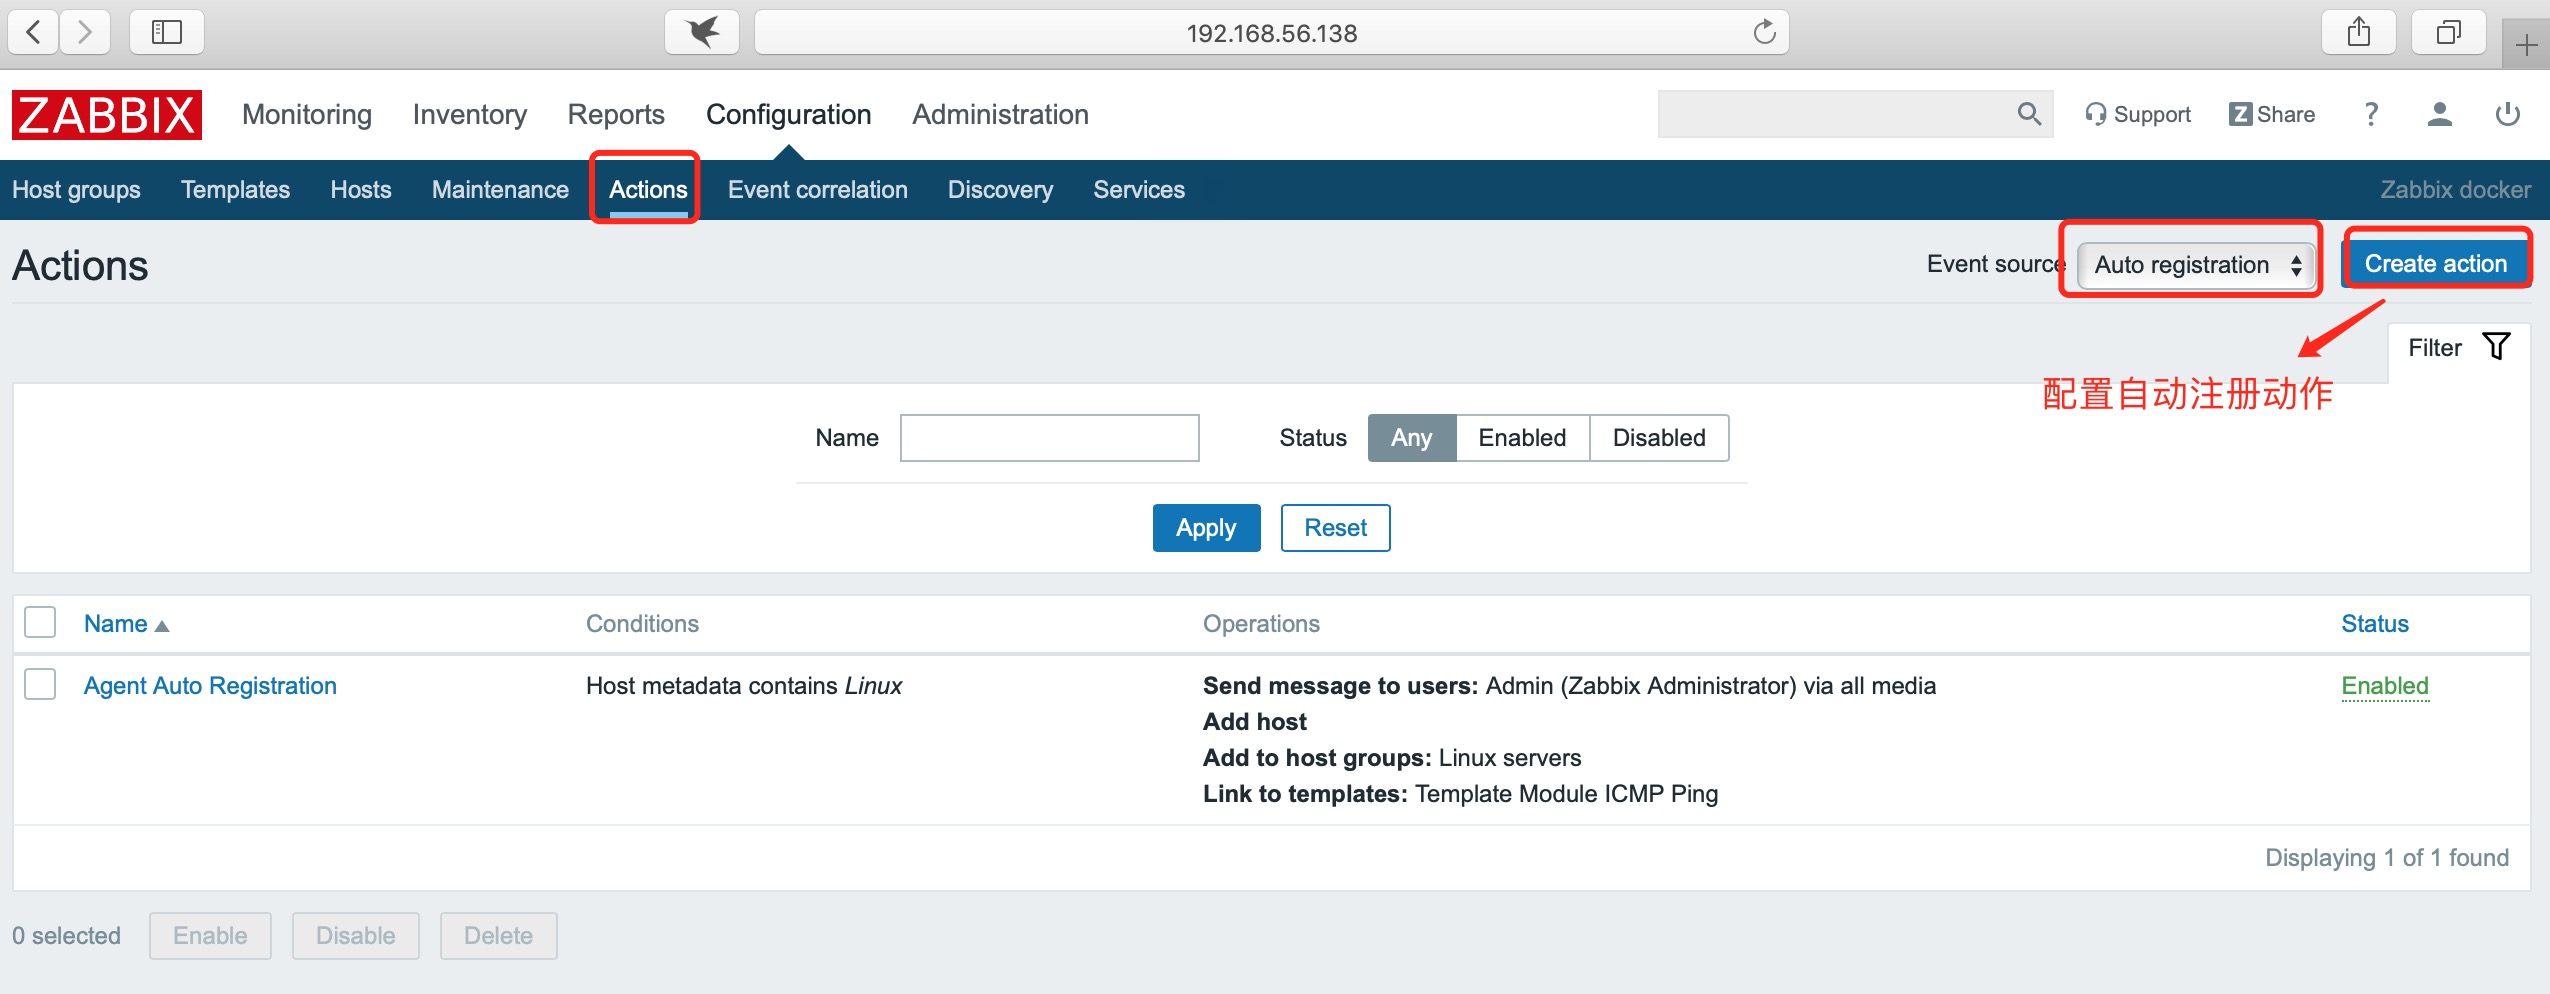 192.168.56.138
ZABBIX Monitoring Inventory Reports Configuration Administration Support Z Share ?
Host groups Templates Hosts Maintenance Actions Event correlation Discovery Services Zabbix docker
Actions Event source Auto registration Create action
Filter
配置自动注册动作
Name Status Any Enabled Disabled
Apply Reset
Name Conditions Operations Status
Agent Auto Registration Host metadata contains Linux Send message to users: Admin (Zabbix Administrator) via all media Enabled
Add host
Add to host groups: Linux servers
Link to templates: Template Module ICMP Ping
Displaying 1 of 1 found
0 selected Enable Disable Delete